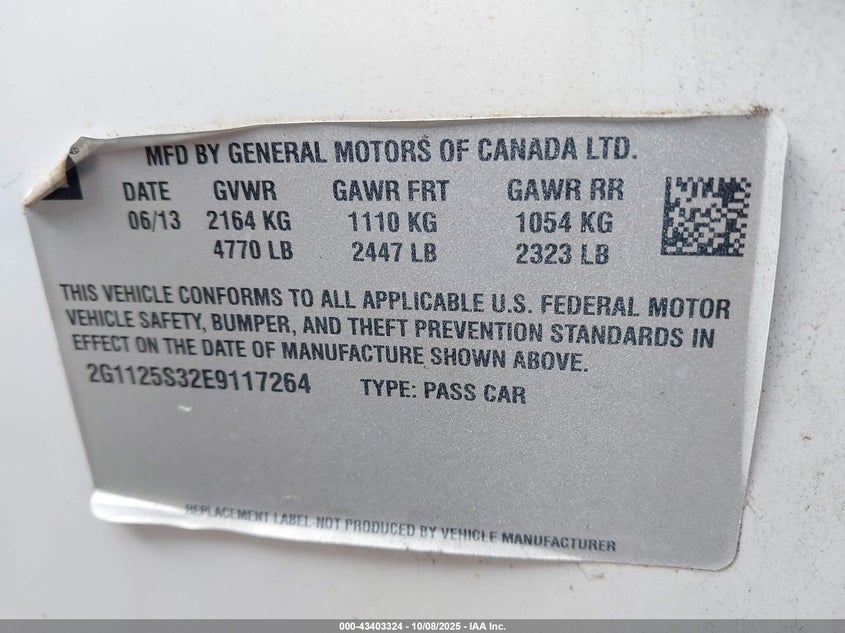 MFD BY GENERAL MOTORS OF CANADA LTD.
DATE GVWR GAWR FRT GAWR RR
06/13 2164 KG 1110 KG 1054 KG
4770 LB 2447 LB 2323 LB
THIS VEHICLE CONFORMS TO ALL APPLICABLE U.S. FEDERAL MOTOR
VEHICLE SAFETY, BUMPER, AND THEFT PREVENTION STANDARDS IN
EFFECT ON THE DATE OF MANUFACTURE SHOWN ABOVE.
2G1125S32E9117264 TYPE: PASS CAR
REPLACEMENT LABEL-NOT PRODUCED BY VEHICLE MANUFACTURER
000-43403324 - 10/08/2025 - IAA Inc.